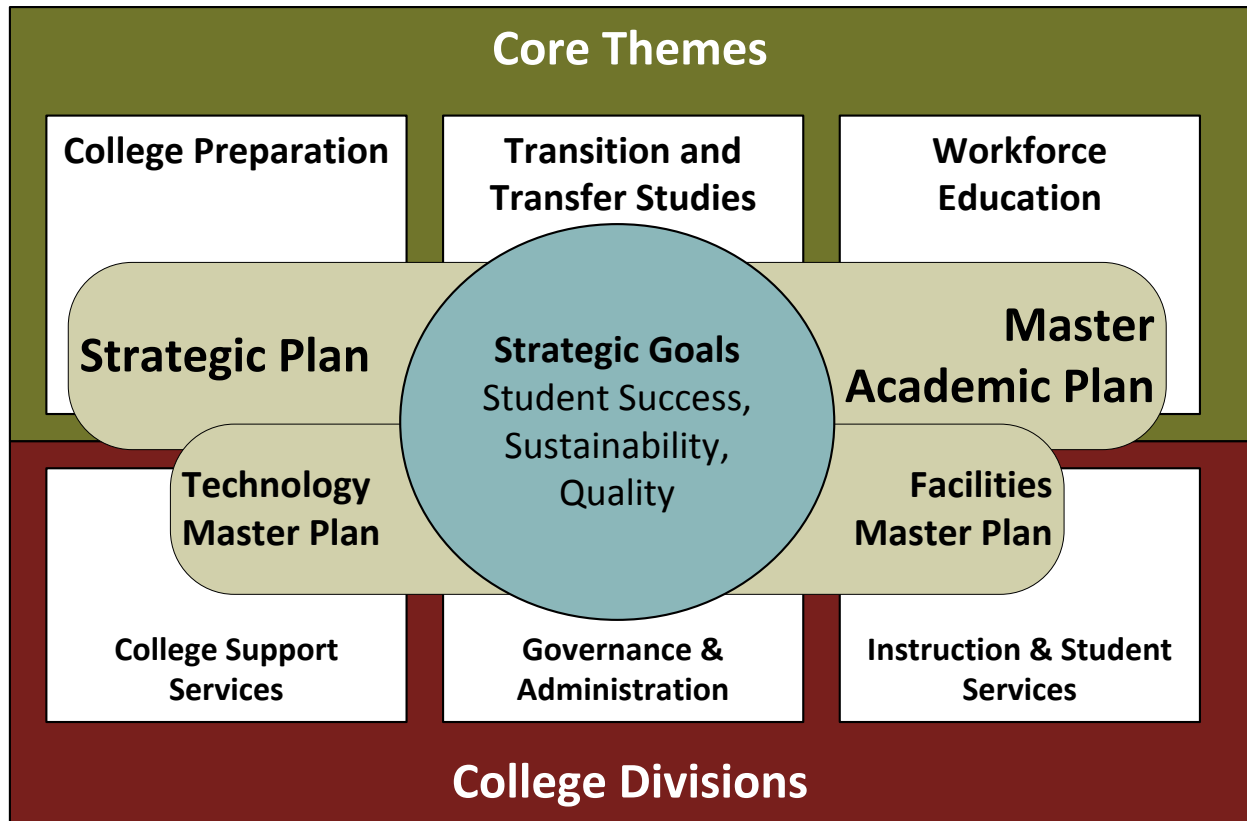 Core Themes
College Preparation
Transition and
Transfer Studies
Workforce
Education
Strategic Plan
Strategic Goals
Student Success,
Sustainability,
Quality
Master
Academic Plan
Technology
Master Plan
Facilities
Master Plan
College Support
Services
Governance &
Administration
Instruction & Student
Services
College Divisions